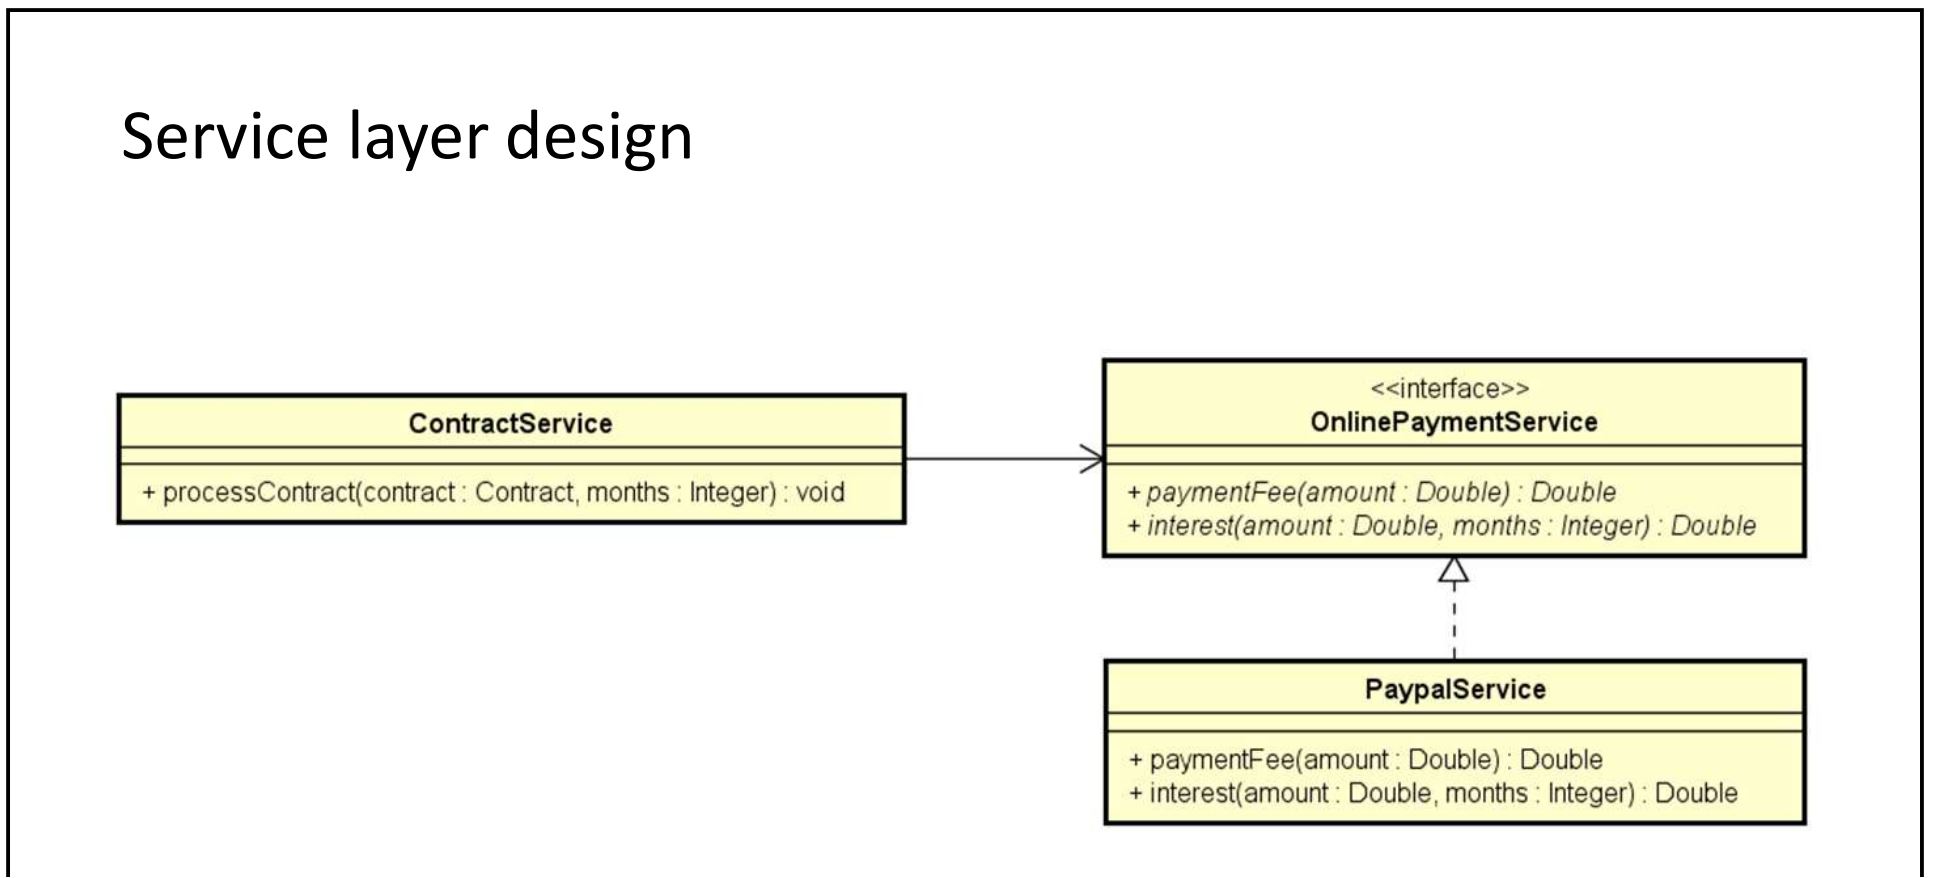 Service layer design
ContractService
+ processContract(contract : Contract, months : Integer) : void
<<interface>>
OnlinePaymentService
+ paymentFee(amount : Double) : Double
+ interest(amount : Double, months : Integer) : Double
PaypalService
+ paymentFee(amount : Double) : Double
+ interest(amount : Double, months : Integer) : Double